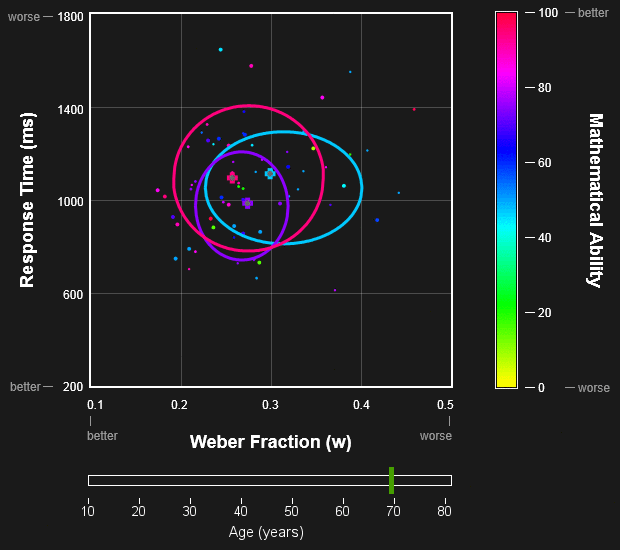 worse
1800
1400
1000
600
better
200
Response Time (ms)
0.1
0.2
0.3
0.4
0.5
better
worse
Weber Fraction (w)
10
20
30
40
50
60
70
80
Age (years)
100
better
80
60
40
20
0
worse
Mathematical Ability